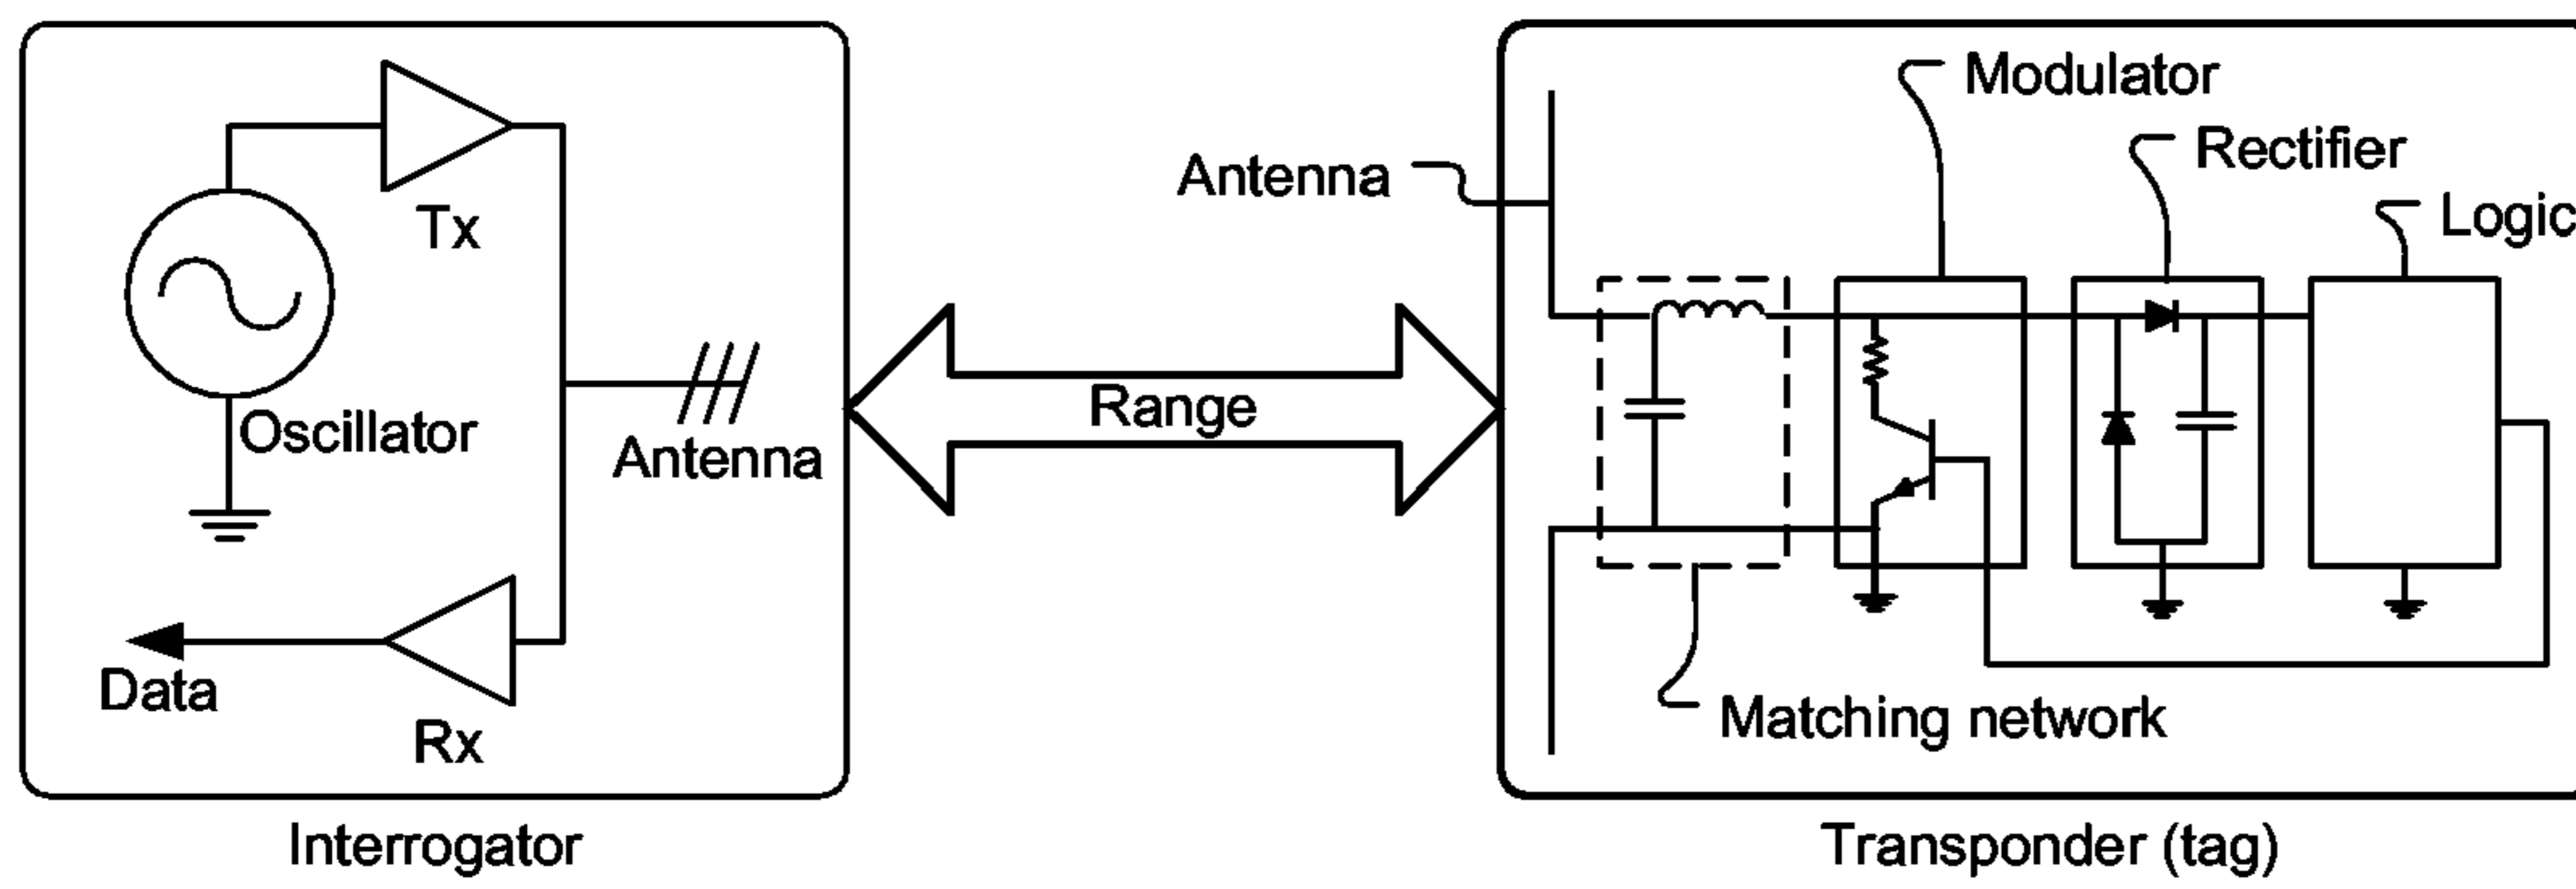 Tx
Oscillator
Antenna
Data
Rx
Interrogator
Range
Modulator
Rectifier
Antenna
Logic
Matching network
Transponder (tag)